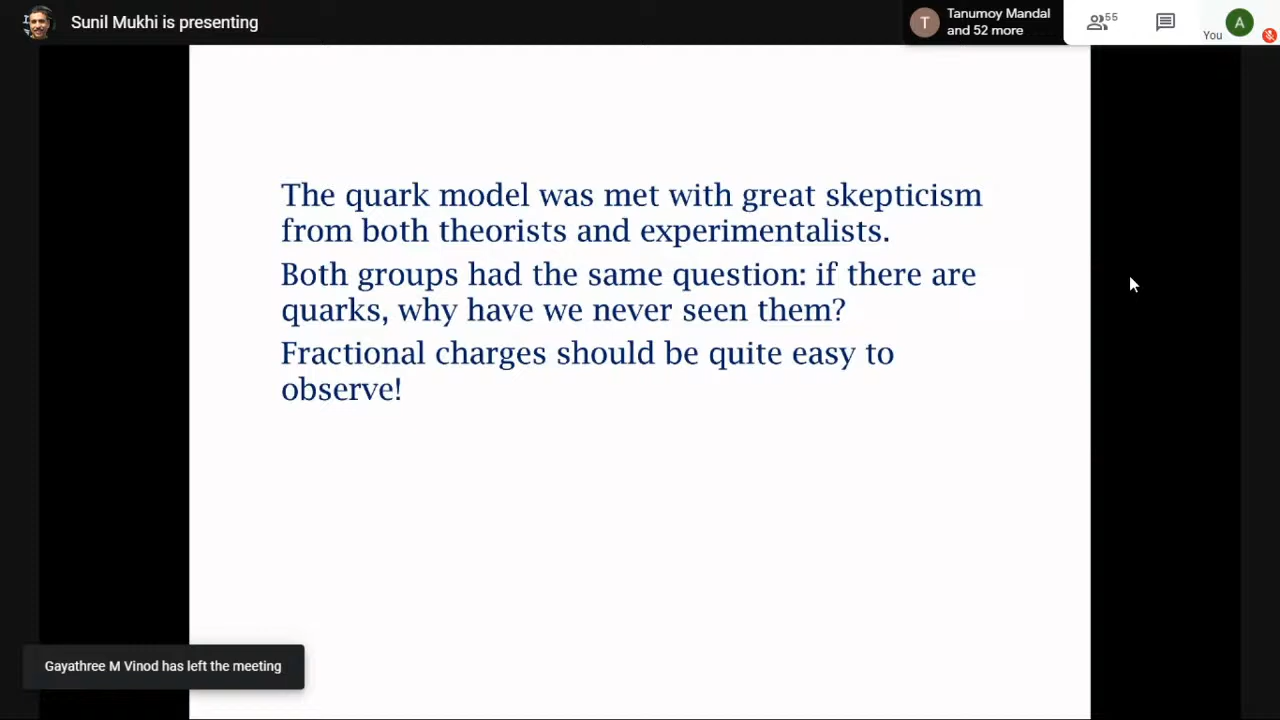 Sunil Mukhi is presenting
T
Tanumoy Mandal
and 52 more
55
You
A
The quark model was met with great skepticism
from both theorists and experimentalists.
Both groups had the same question: if there are
quarks, why have we never seen them?
Fractional charges should be quite easy to
observe!
Gayathree M Vinod has left the meeting